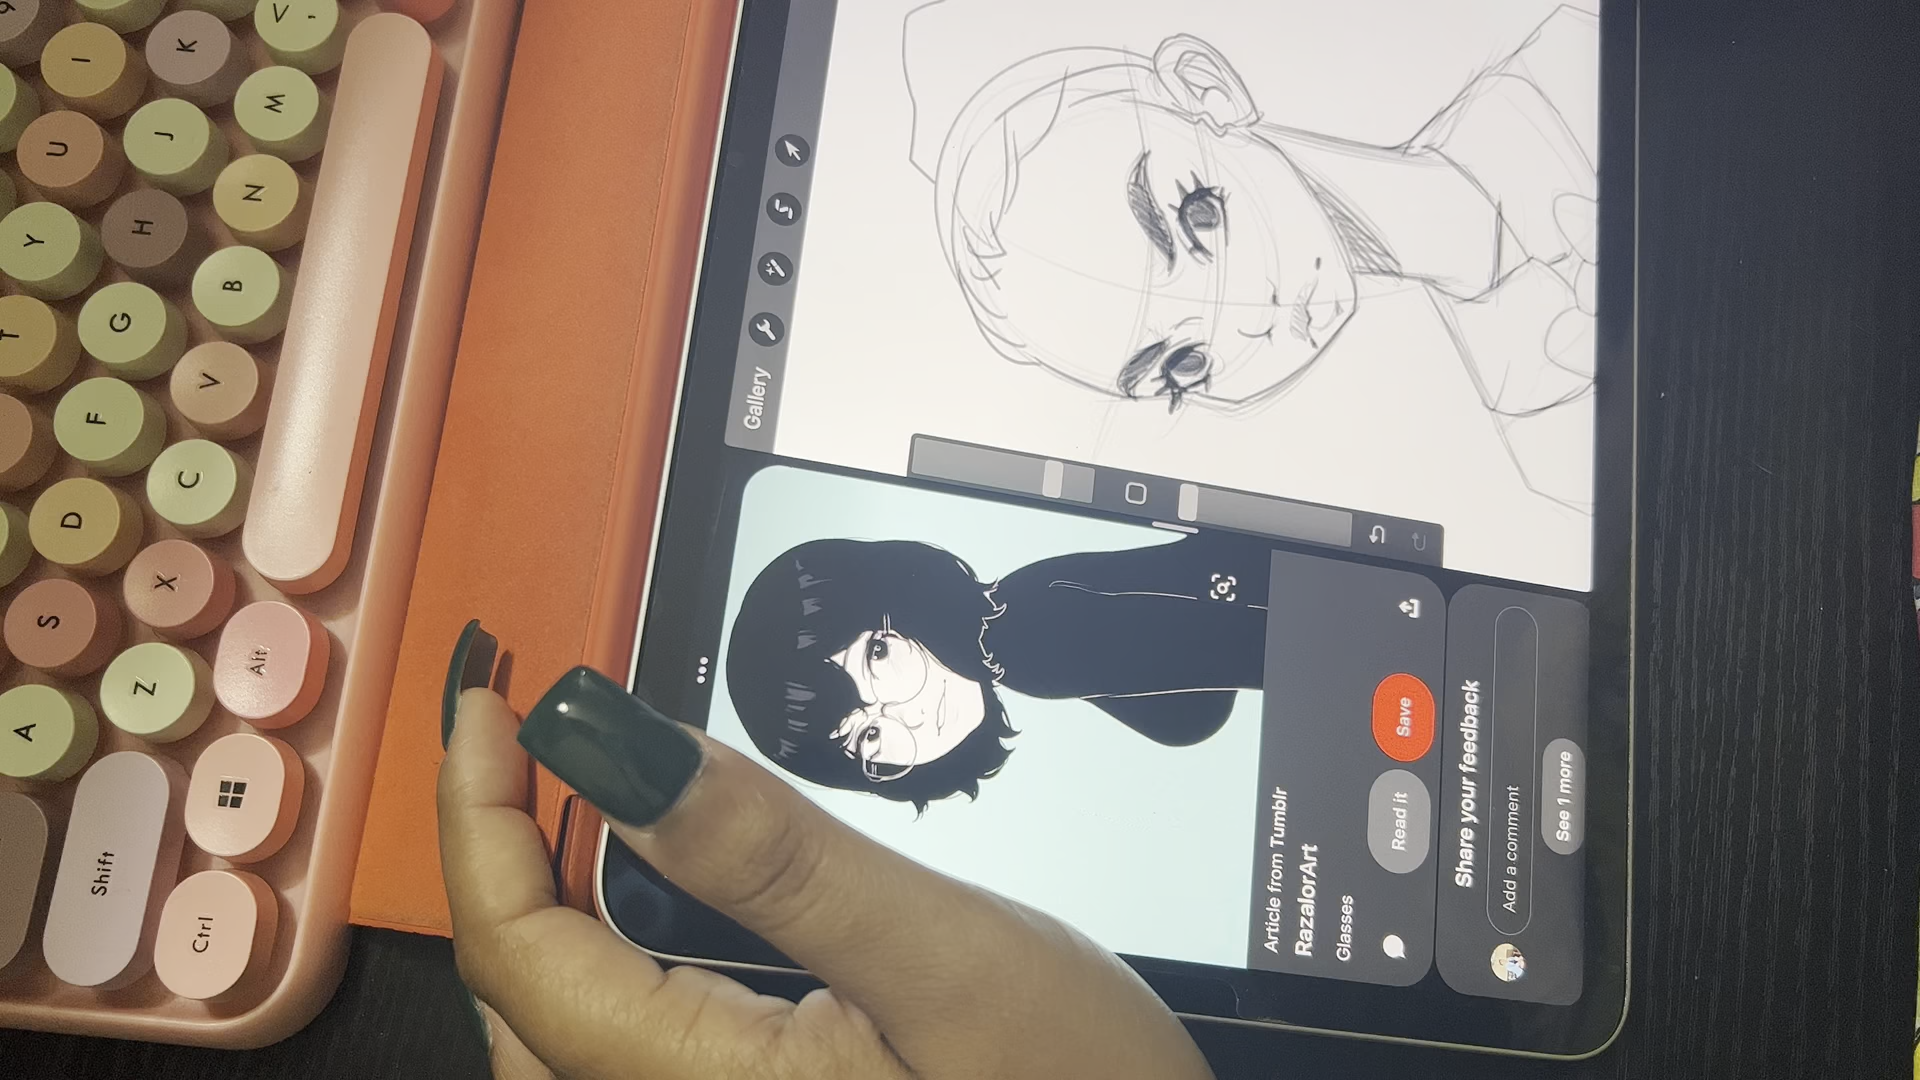 Gallery
Article from Tumblr
RazalorArt
Glasses
Read it
Save
Share your feedback
Add a comment
See 1 more
I
K
<
,
U
J
M
Y
H
N
T
G
B
F
V
D
C
S
X
A
Z
Alt
Shift
Ctrl